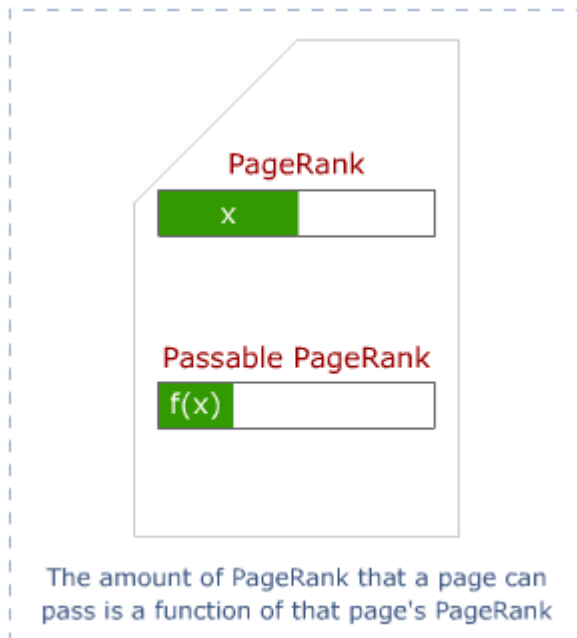 PageRank
x
Passable PageRank
f(x)
The amount of PageRank that a page can
pass is a function of that page's PageRank